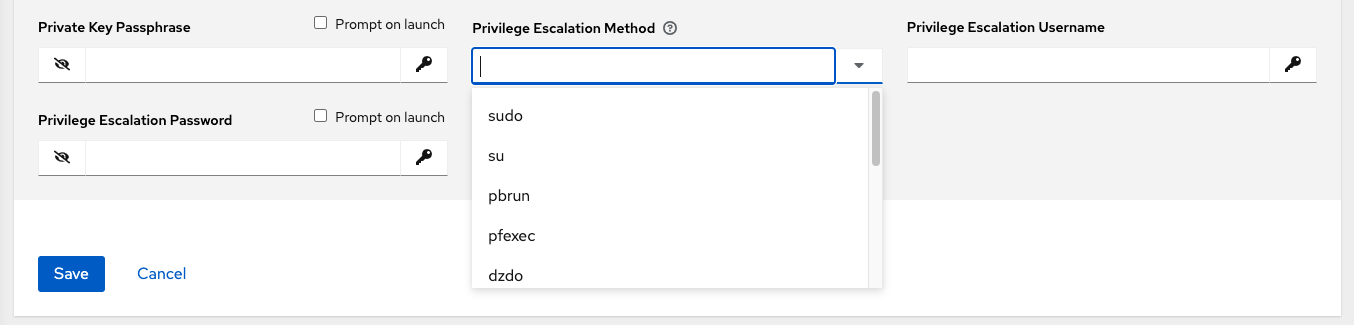 Private Key Passphrase
Prompt on launch
Privilege Escalation Method
Privilege Escalation Username
Privilege Escalation Password
Prompt on launch
sudo
su
pbrun
pfexec
dzdo
Save
Cancel